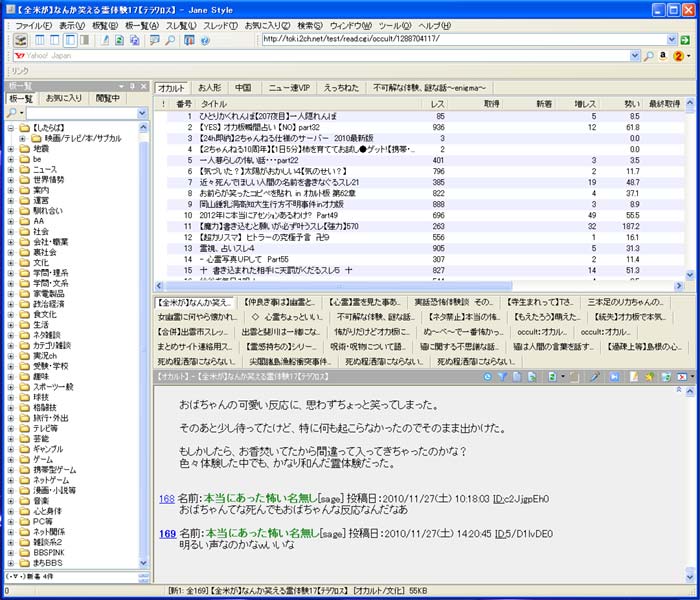 【全米が】なんか笑える霊体験17【テラワロス】 - Jane Style
ファイル(F) 表示(V) 板覧(B) 板一覧(A) スレ覧(L) スレッド(T) お気に入り(Z) 検索(S) ウィンドウ(W) ツール(O) ヘルプ(H)
http://toki.2ch.net/test/read.cgi/occult/1288704117/
Yahoo! Japan
リンク
板一覧
板一覧 お気に入り 閲覧中
【したらば】
映画/テレビ/本/サブカル
地震
be
ニュース
世界情勢
案内
運営
馴れ合い
AA
社会
会社・職業
裏社会
文化
学問・理系
学問・文系
家電製品
政治経済
食文化
生活
ネタ雑談
カテゴリ雑談
実況ch
受験・学校
趣味
スポーツ一般
球技
格闘技
旅行・外出
テレビ等
芸能
ギャンブル
ゲーム
携帯型ゲーム
ネットゲーム
漫画・小説等
音楽
心と身体
PC等
ネット関係
雑談系2
BBSPINK
まちBBS
(・∀・)新着 4件
オカルト お人形 中国 ニュー速VIP えっちねた 不可解な体験、謎な話～enigma～
! 番号 タイトル レス 取得 新着 増レス 勢い 最終取得
1 ひとりかくれんぼ【207夜目】一人隠れんぼ 85 5 8.5
2 【YES】オカ板瞬間占い【NO】 part32 936 12 61.8
3 【24h即納】2ちゃんねる仕様のサーバー 2010最新版 3 0.0
4 【2ちゃんねる10周年】【1日5分】柿を育ててお試し●ゲット!【携帯・... 2 0.0
5 一人暮らしの怖い話・・・part22 401 3 3.5
6 【気づいた?】太陽がおかしい4【気のせい?】 796 2 11.7
7 近々死んでほしい人間の名前を書きなぐるスレ21 385 19 48.7
8 お前らが笑ったコピペを貼れ in オカルト版 第62章 822 4 37.1
9 岡山睡乳洞高知大生行方不明事件inオカ板 888 3 8.9
10 2012年に本当にアセンションあるわけ? Part49 696 49 55.5
11 【魔力】書き込むと願いが必ず叶うスレ【強力】570 263 32 187.2
12 【超カリスマ】 ヒトラーの究極予言 卍9 556 1 16.1
13 霊視、占いスレ4 905 5 31.3
14 - 心霊写真UPして Part55 307 2 11.4
15 十 書き込まれた相手に天罰がくだるスレ5 十 827 14 51.3
【全米が】なんか笑え... 【仲良き事は】幽霊と... 【心霊】霊を見た事あ... 実話恐怖体験談 その... 【寺生まれって】Tさ... 三本足のリカちゃんの...
女幽霊に何やら懐かれ... ◇ 心霊ちょっといい... 不可解な体験、謎な話... 【ネタ禁止】本当の怖... 【もえたろう】萌えた... 【統失】オカ板で本気...
【合併】出雲市スレッ... 出雲と斐川は一緒にな... 怖がりだけどオカ板に... ぬ～べ～で一番怖かっ... occult:オカルト... occult:オカルト...
まとめサイト連絡用ス... 【霊感持ちの】シリー... 呪術・呪物について語... 猫に関する不思議な話... 猫は人間の言葉を話す... 【過疎上等】島根の心...
死ぬ程洒落にならない... 尖閣諸島漁船衝突事件... 死ぬ程洒落にならない... 死ぬ程洒落にならない...
【オカルト】 - 【全米が】なんか笑える霊体験17【テラワロス】
おばちゃんの可愛い反応に、思わずちょっと笑ってしまった。
そのあと少し待ってたけど、特に何も起こらなかったのでそのまま出かけた。
もしかしたら、お香焚いてたから間違って入ってきちゃったのかな?
色々体験した中でも、かなり和んだ霊体験だった。
168 名前:本当にあった怖い名無し[sage] 投稿日:2010/11/27(土) 10:18:03 ID:c2JjgpEh0
おばちゃんてな死んでもおばちゃんな反応なんだなあ
169 名前:本当にあった怖い名無し[sage] 投稿日:2010/11/27(土) 14:20:45 ID:5/D1lvDE0
明るい声なのかなwいいな
0 [新1: 全169] 【全米が】なんか笑える霊体験17【テラワロス】 [オカルト/文化] 55KB